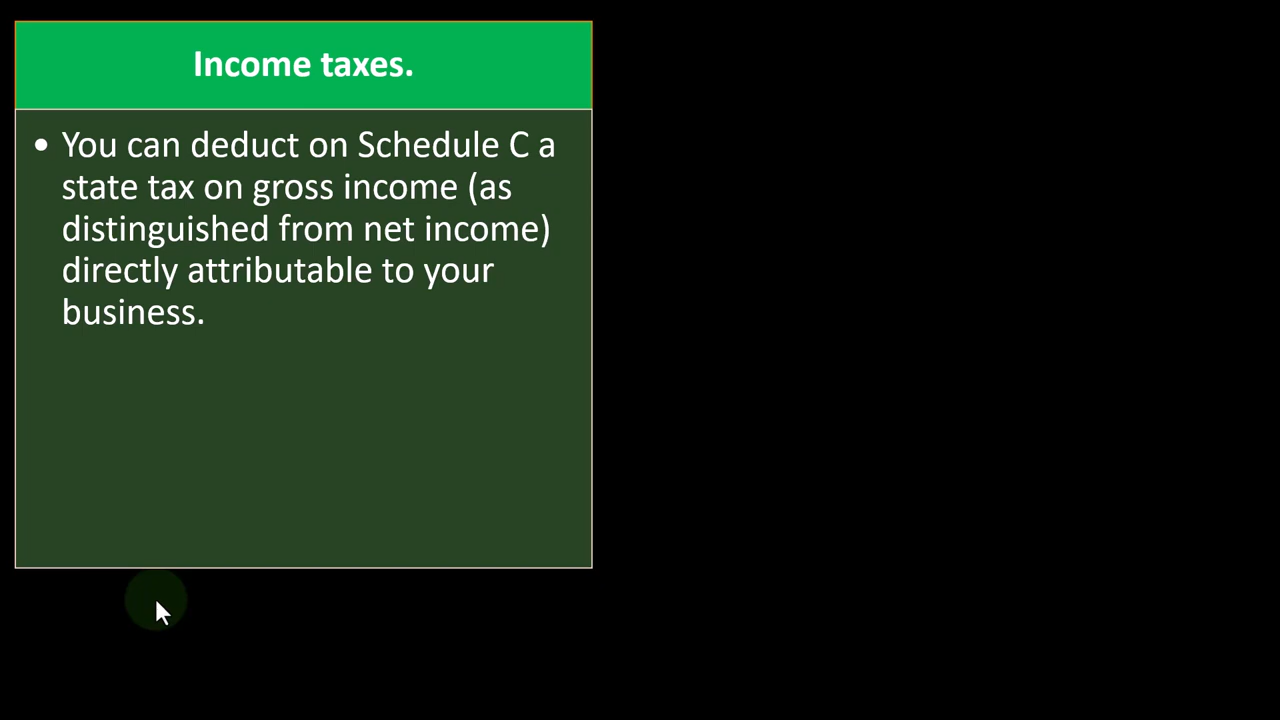 Income taxes.
• You can deduct on Schedule C a
state tax on gross income (as
distinguished from net income)
directly attributable to your
business.